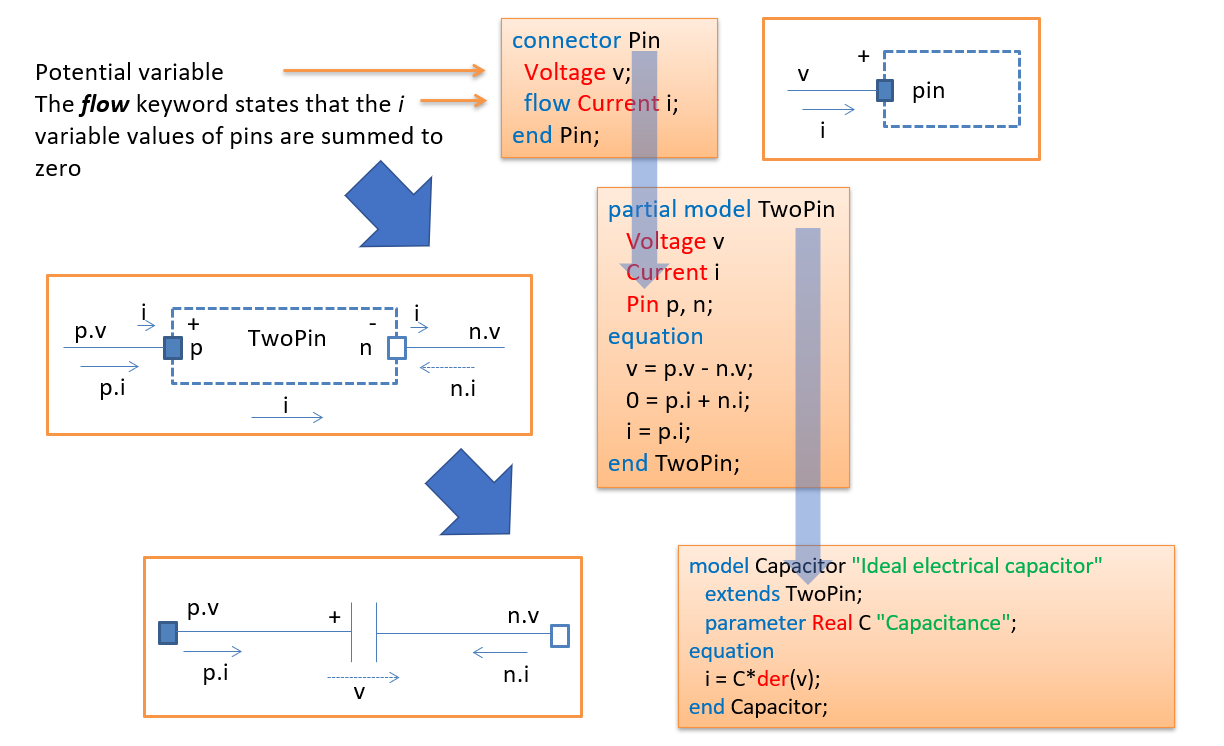 Potential variable
The flow keyword states that the i
variable values of pins are summed to
zero
connector Pin
Voltage v;
flow Current i;
end Pin;
+
v
pin
i
partial model TwoPin
Voltage v
Current i
Pin p, n;
equation
v = p.v - n.v;
0 = p.i + n.i;
i = p.i;
end TwoPin;
i
+
-
i
p.v
TwoPin
n.v
p
n
p.i
n.i
i
p.v
+
n.v
p.i
v
n.i
model Capacitor "Ideal electrical capacitor"
extends TwoPin;
parameter Real C "Capacitance";
equation
i = C*der(v);
end Capacitor;